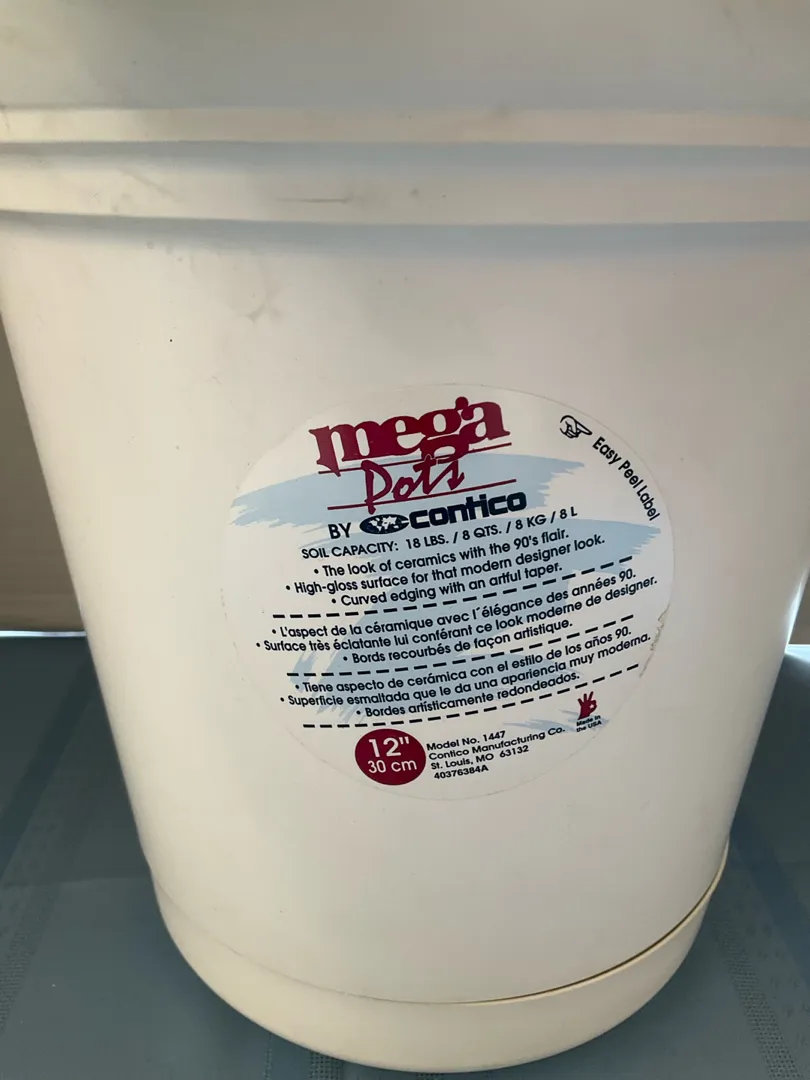 mega
Pots
BY contico
Easy Peel Label
SOIL CAPACITY: 18 LBS. / 8 QTS. / 8 KG / 8 L
• The look of ceramics with the 90's flair.
• High-gloss surface for that modern designer look.
• Curved edging with an artful taper.
• L'aspect de la céramique avec l'élégance des années 90.
• Surface très éclatante lui conférant ce look moderne de designer.
• Bords recourbés de façon artistique.
• Tiene aspecto de cerámica con el estilo de los años 90.
• Superficie esmaltada que le da una apariencia muy moderna.
• Bordes artísticamente redondeados.
12"
30 cm
Model No. 1447
Contico Manufacturing Co.
St. Louis, MO 63132
40376384A
Made in
the USA